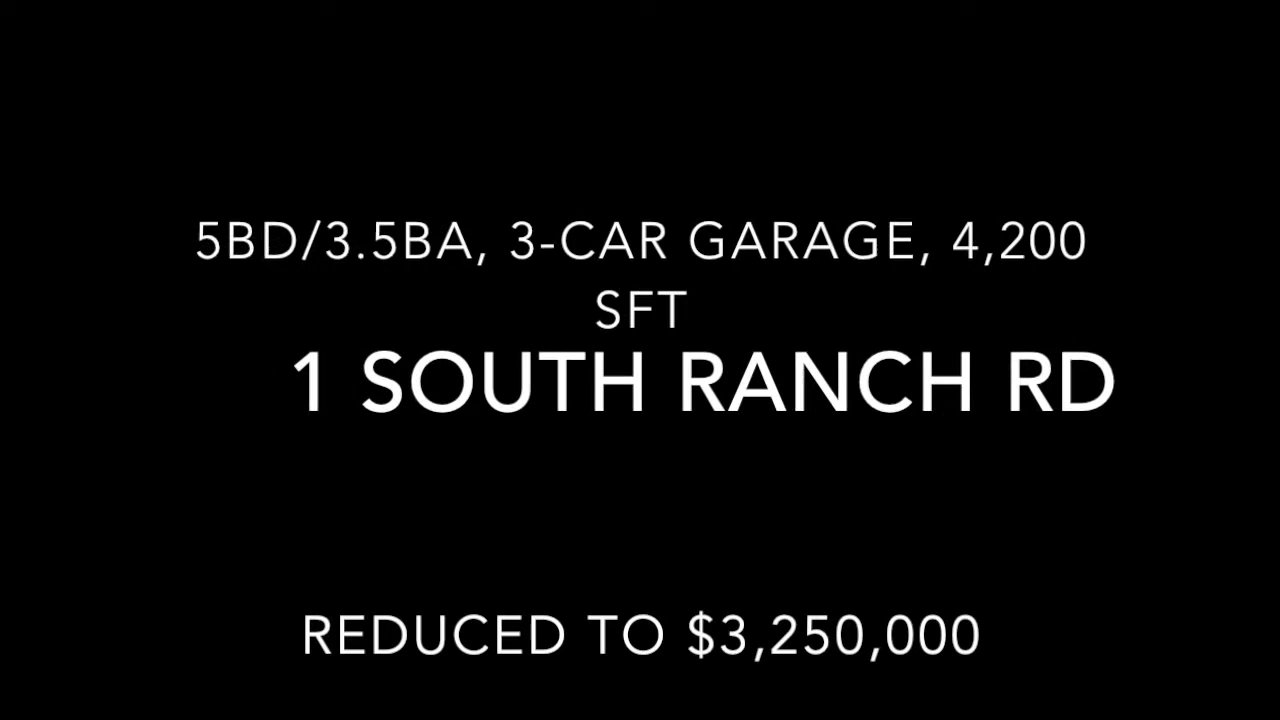 5BD/3.5BA, 3-CAR GARAGE, 4,200
SFT
1 SOUTH RANCH RD
REDUCED TO $3,250,000